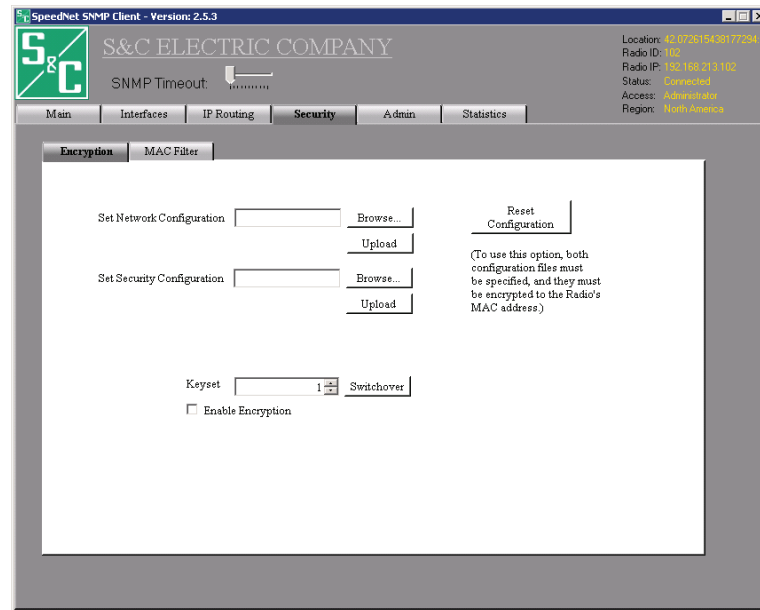 SpeedNet SNMP Client - Version: 2.5.3
S&C
S&C ELECTRIC COMPANY
SNMP Timeout:
Location: 42.072615438177294
Radio ID: 102
Radio IP: 192.168.213.102
Status: Connected
Access: Administrator
Region: North America
Main Interfaces IP Routing Security Admin Statistics
Encryption MAC Filter
Set Network Configuration Browse...
Upload
Set Security Configuration Browse...
Upload
Reset
Configuration
(To use this option, both
configuration files must
be specified, and they must
be encrypted to the Radio's
MAC address.)
Keyset 1 Switchover
Enable Encryption